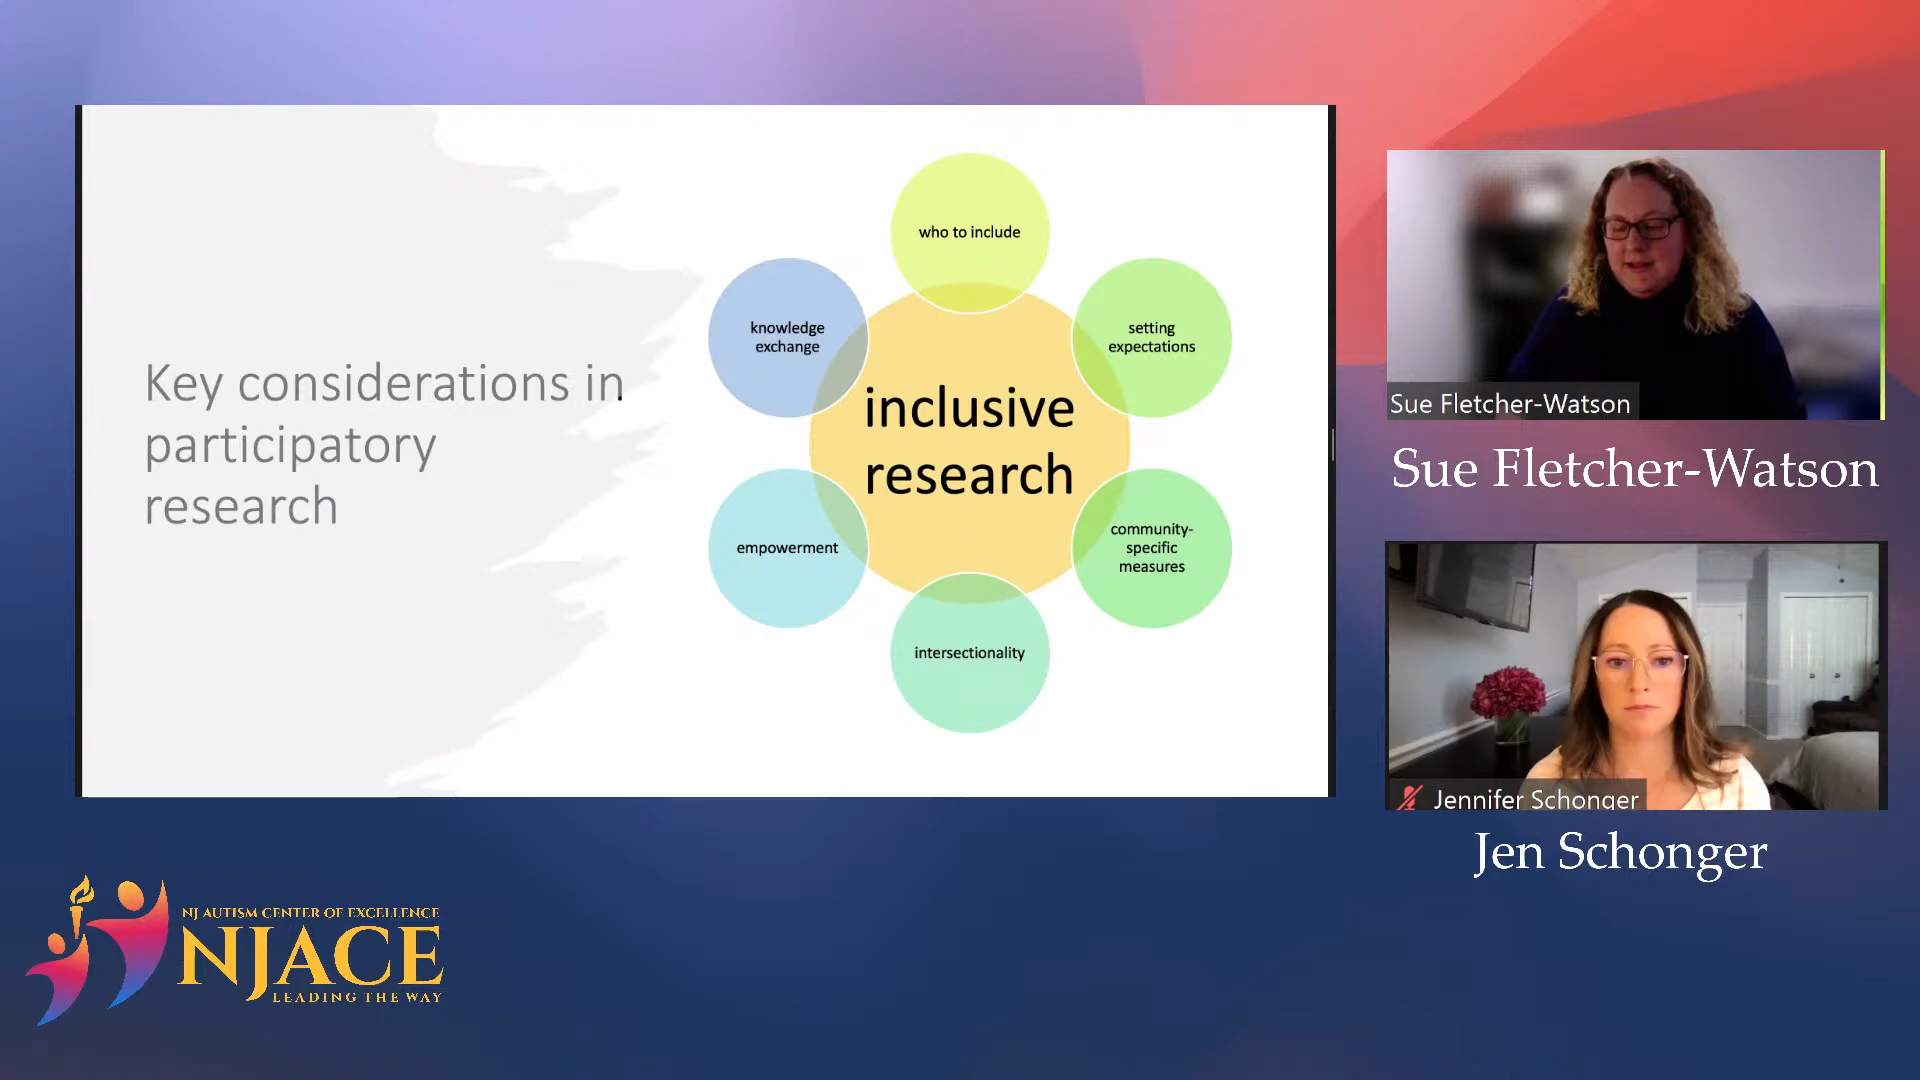 Key considerations in
participatory
research
who to include
setting
expectations
community-
specific
measures
intersectionality
empowerment
knowledge
exchange
inclusive
research
Sue Fletcher-Watson
Sue Fletcher-Watson
Jennifer Schonger
Jen Schonger
NJ AUTISM CENTER OF EXCELLENCE
NJACE
LEADING THE WAY